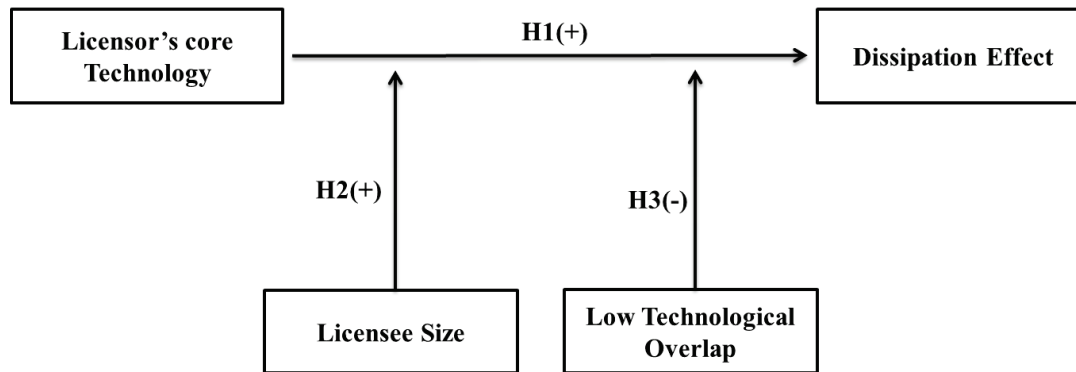 Licensor's core
Technology
H1(+)
Dissipation Effect
H2(+)
H3(-)
Licensee Size
Low Technological
Overlap